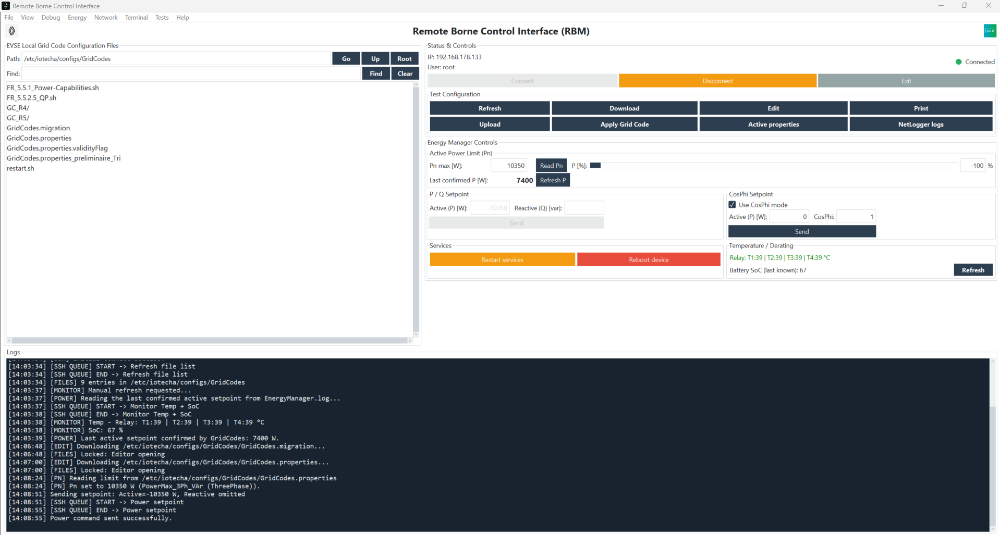 Remote Borne Control Interface
File View Debug Energy Network Terminal Tests Help
Remote Borne Control Interface (RBM)
EVSE Local Grid Code Configuration Files
Path: /etc/iotecha/configs/GridCodes Go Up Root
Find: Find Clear
FR_5.5.1_Power-Capabilities.sh
FR_5.5.2.5_QP.sh
GC_R4/
GC_R5/
GridCodes.migration
GridCodes.properties
GridCodes.properties.validityFlag
GridCodes.properties_preliminaire_Tri
restart.sh
Status & Controls
IP: 192.168.178.133
Connected
User: root
Connect Disconnect Exit
Test Configuration
Refresh Download Edit Print
Upload Apply Grid Code Active properties NetLogger logs
Energy Manager Controls
Active Power Limit (Pn)
Pn max [W]: 10350 Read Pn P [%]: -100 %
Last confirmed P [W]: 7400 Refresh P
P / Q Setpoint
Active (P) [W]: -10350 Reactive (Q) [var]:
Send
CosPhi Setpoint
Use CosPhi mode
Active (P) [W]: 0 CosPhi: 1
Send
Services
Restart services Reboot device
Temperature / Derating
Relay: T1:39 | T2:39 | T3:39 | T4:39 °C
Battery SoC (last known): 67 Refresh
Logs
[14:03:34] [SSH QUEUE] START -> Refresh file list
[14:03:34] [SSH QUEUE] END -> Refresh file list
[14:03:34] [FILES] 9 entries in /etc/iotecha/configs/GridCodes
[14:03:37] [MONITOR] Manual refresh requested...
[14:03:37] [POWER] Reading the last confirmed active setpoint from EnergyManager.log...
[14:03:37] [SSH QUEUE] START -> Monitor Temp + SoC
[14:03:38] [SSH QUEUE] END -> Monitor Temp + SoC
[14:03:38] [MONITOR] Temp - Relay: T1:39 | T2:39 | T3:39 | T4:39 °C
[14:03:38] [MONITOR] SoC: 67 %
[14:03:39] [POWER] Last active setpoint confirmed by GridCodes: 7400 W.
[14:06:48] [EDIT] Downloading /etc/iotecha/configs/GridCodes/GridCodes.migration...
[14:06:48] [FILES] Locked: Editor opening
[14:07:00] [EDIT] Downloading /etc/iotecha/configs/GridCodes/GridCodes.properties...
[14:07:00] [FILES] Locked: Editor opening
[14:08:24] [PN] Reading limit from /etc/iotecha/configs/GridCodes/GridCodes.properties
[14:08:24] [PN] Pn set to 10350 W (PowerMax_3Ph_VAr (ThreePhase)).
[14:08:51] Sending setpoint: Active=-10350 W, Reactive omitted
[14:08:51] [SSH QUEUE] START -> Power setpoint
[14:08:55] [SSH QUEUE] END -> Power setpoint
[14:08:55] Power command sent successfully.